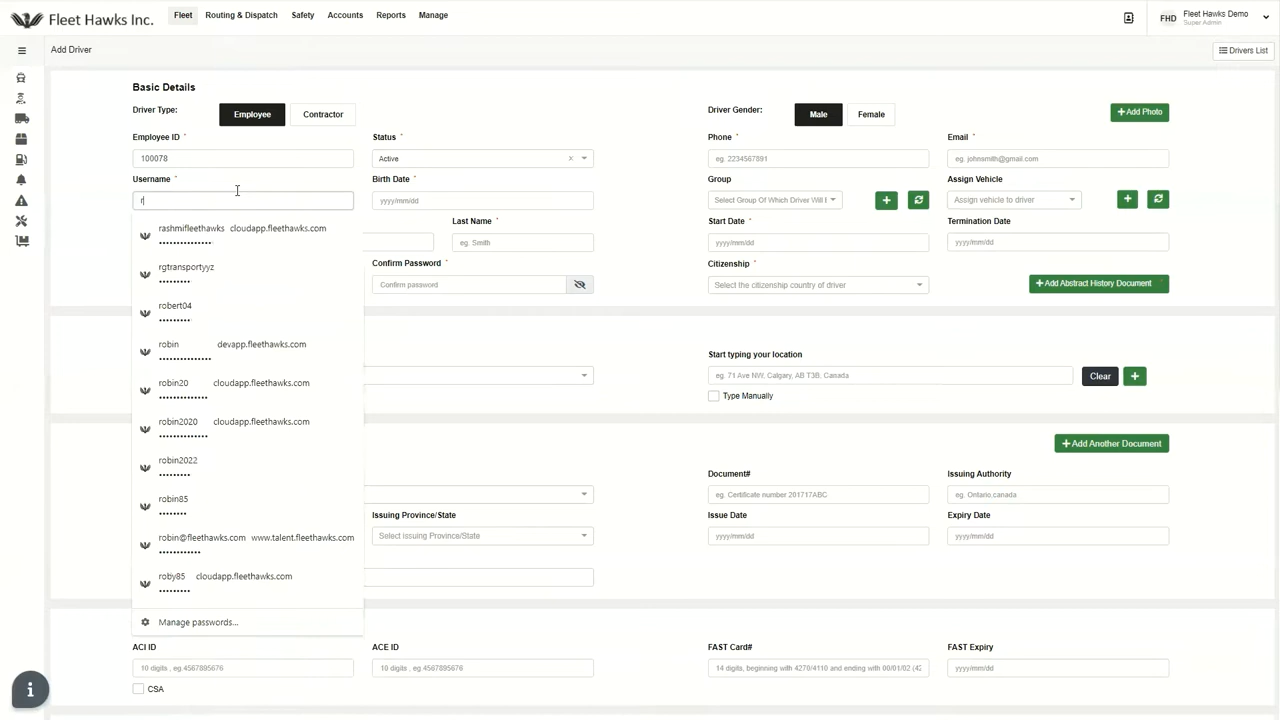 Fleet Hawks Inc.
Fleet Routing & Dispatch Safety Accounts Reports Manage
FHD Fleet Hawks Demo
Super Admin
Add Driver
Drivers List
Basic Details
Driver Type: Employee Contractor
Driver Gender: Male Female
+ Add Photo
Employee ID * Status * Phone * Email *
100078 Active × eg. 2234567891 eg. johnsmith@gmail.com
Username * Birth Date * Group Assign Vehicle
r yyyy/mm/dd Select Group Of Which Driver Will Assign vehicle to driver
Last Name * Start Date * Termination Date
eg. Smith yyyy/mm/dd yyyy/mm/dd
Confirm Password * Citizenship *
Confirm password Select the citizenship country of driver + Add Abstract History Document
rashmifleethawks cloudapp.fleethawks.com
rgtransportyyz
robert04
robin devapp.fleethawks.com
robin20 cloudapp.fleethawks.com
robin2020 cloudapp.fleethawks.com
robin2022
robin85
robin@fleethawks.com www.talent.fleethawks.com
roby85 cloudapp.fleethawks.com
Manage passwords...
Start typing your location
eg. 71 Ave NW, Calgary, AB T3B, Canada Clear +
Type Manually
+ Add Another Document
Document# Issuing Authority
eg. Certificate number 201717ABC eg. Ontario,canada
Issuing Province/State Issue Date Expiry Date
Select issuing Province/State yyyy/mm/dd yyyy/mm/dd
ACI ID ACE ID FAST Card# FAST Expiry
10 digits , eg:4567895676 10 digits , eg:4567895676 14 digits, beginning with 4270/4110 and ending with 00/01/02 (42 yyyy/mm/dd
CSA
i